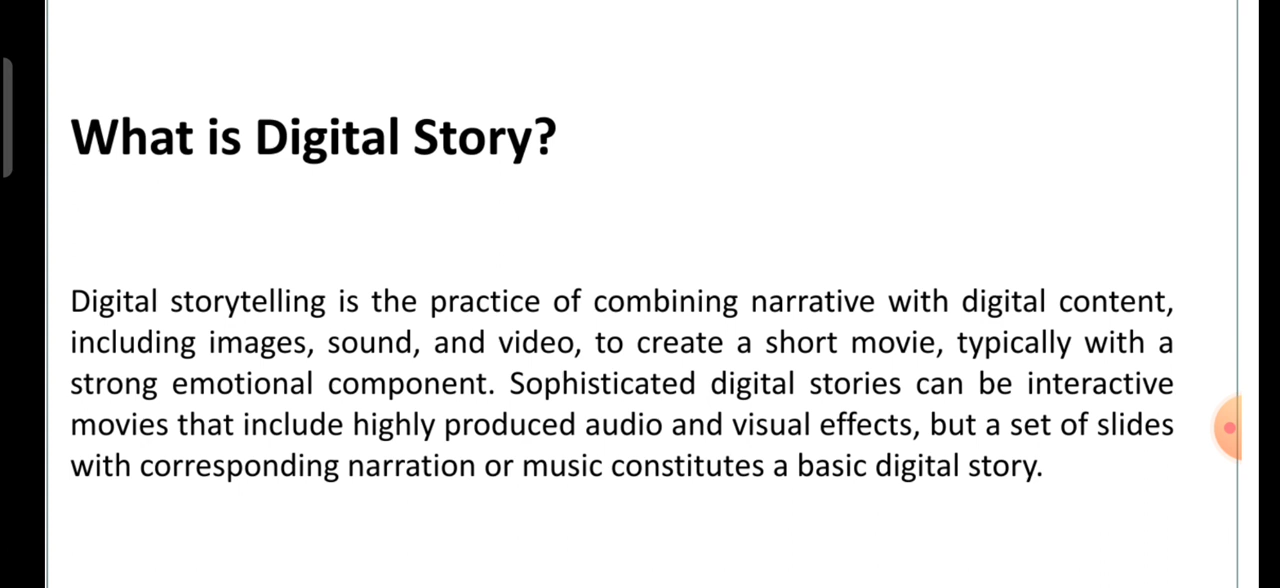 What is Digital Story?
Digital storytelling is the practice of combining narrative with digital content,
including images, sound, and video, to create a short movie, typically with a
strong emotional component. Sophisticated digital stories can be interactive
movies that include highly produced audio and visual effects, but a set of slides
with corresponding narration or music constitutes a basic digital story.